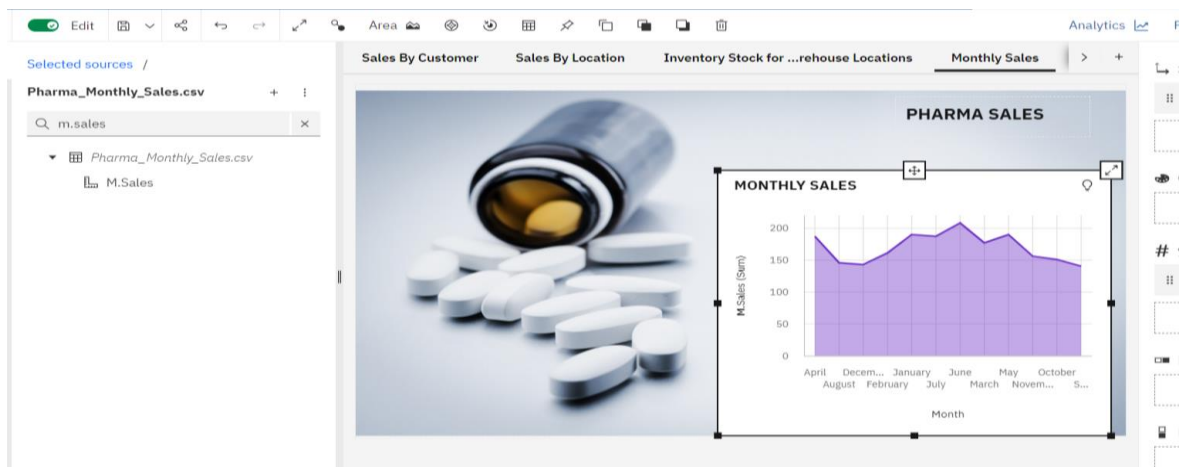 Edit
Area
Analytics
Selected sources /
Pharma_Monthly_Sales.csv
m.sales
Pharma_Monthly_Sales.csv
M.Sales
Sales By Customer Sales By Location Inventory Stock for ...rehouse Locations Monthly Sales
PHARMA SALES
MONTHLY SALES
M.Sales (Sum)
200
150
100
50
0
April Decem... January June May October
August February July March Novem... S...
Month
#